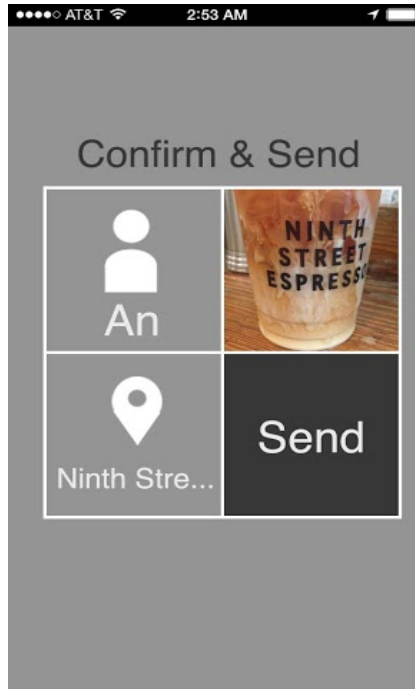 AT&T 2:53 AM
Confirm & Send
An
NINTH
STREET
ESPRESSO
Ninth Stre...
Send